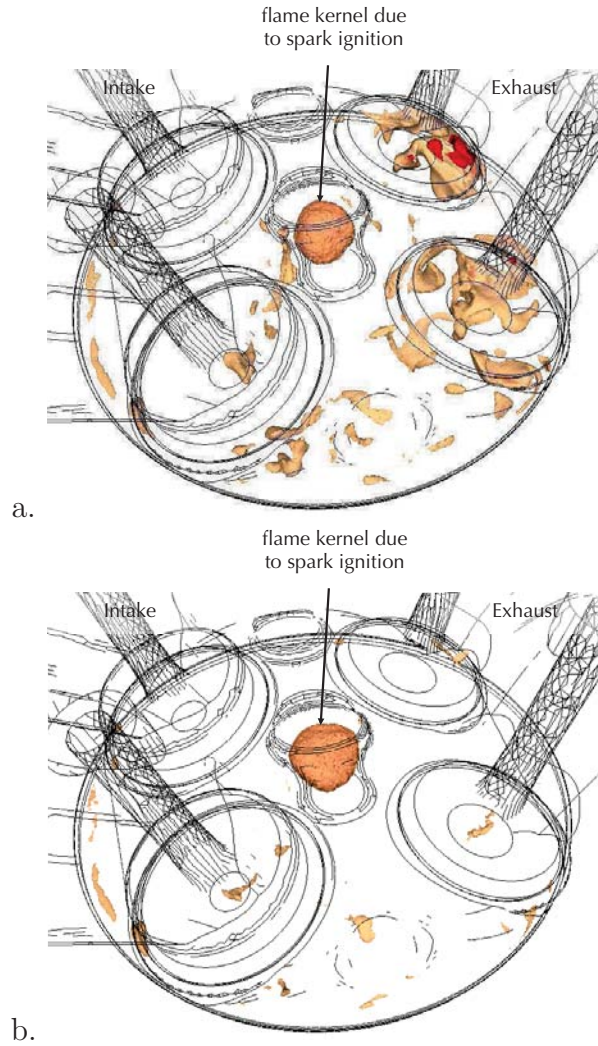 flame kernel due
to spark ignition
Intake
Exhaust
a.
flame kernel due
to spark ignition
Intake
Exhaust
b.